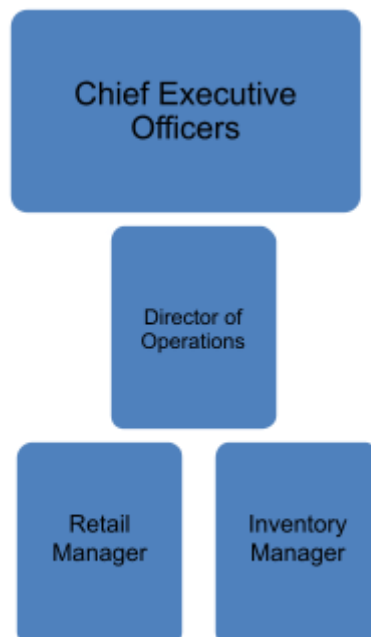 Chief Executive
Officers
Director of
Operations
Retail
Manager
Inventory
Manager